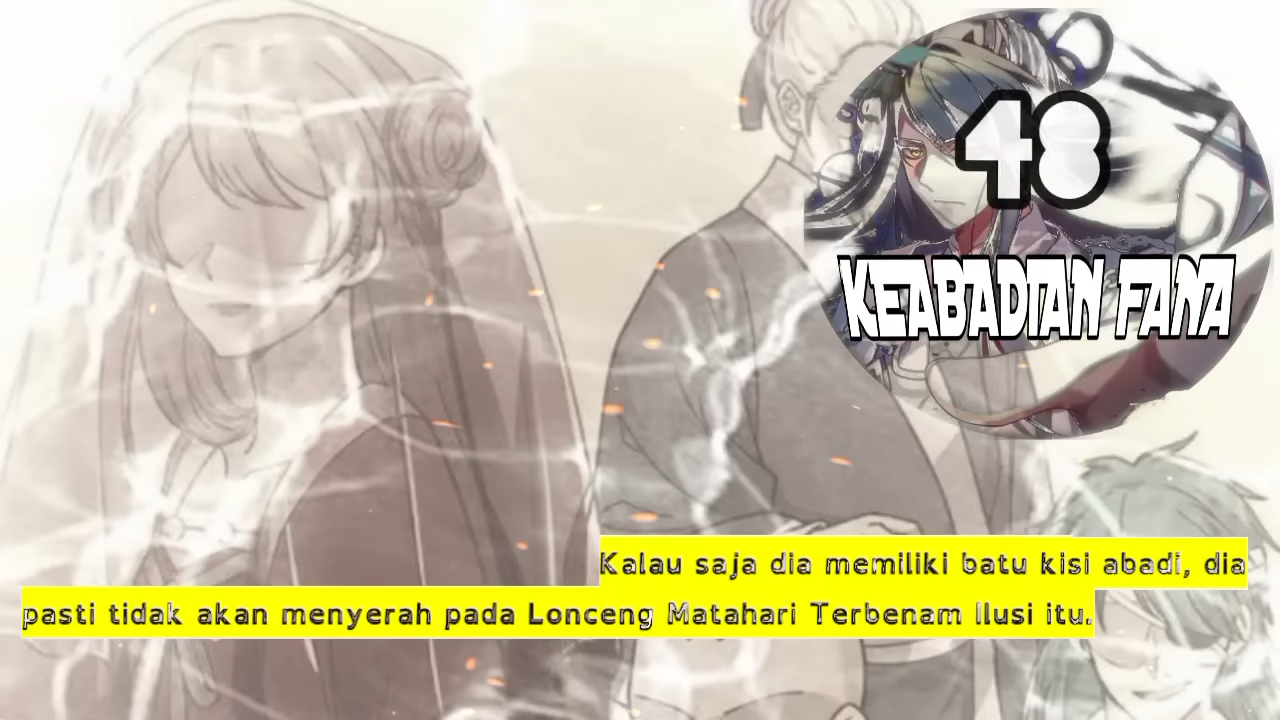 48
KEABADIAN FANA
Kalau saja dia memiliki batu kisi abadi, dia
pasti tidak akan menyerah pada Lonceng Matahari Terbenam Ilusi itu.